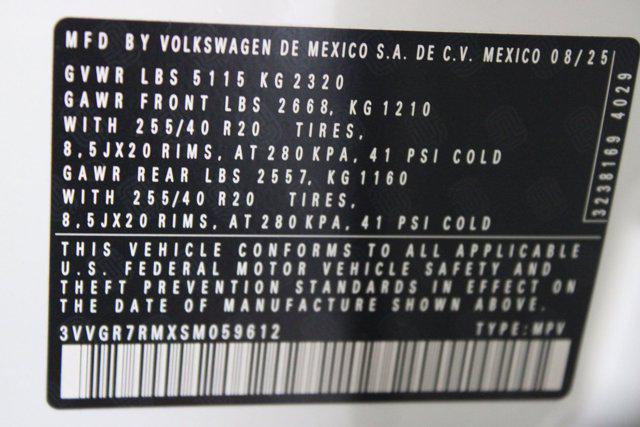 MFD BY VOLKSWAGEN DE MEXICO S.A. DE C.V. MEXICO 08/25
GVWR LBS 5115 KG 2320
GAWR FRONT LBS 2668, KG 1210
WITH 255/40 R20 TIRES,
8,5JX20 RIMS, AT 280 KPA, 41 PSI COLD
GAWR REAR LBS 2557, KG 1160
WITH 255/40 R20 TIRES,
8,5JX20 RIMS, AT 280 KPA, 41 PSI COLD
3238169 4029
THIS VEHICLE CONFORMS TO ALL APPLICABLE
U.S. FEDERAL MOTOR VEHICLE SAFETY AND
THEFT PREVENTION STANDARDS IN EFFECT ON
THE DATE OF MANUFACTURE SHOWN ABOVE.
3VVGR7RMXSM059612 TYPE:MPV